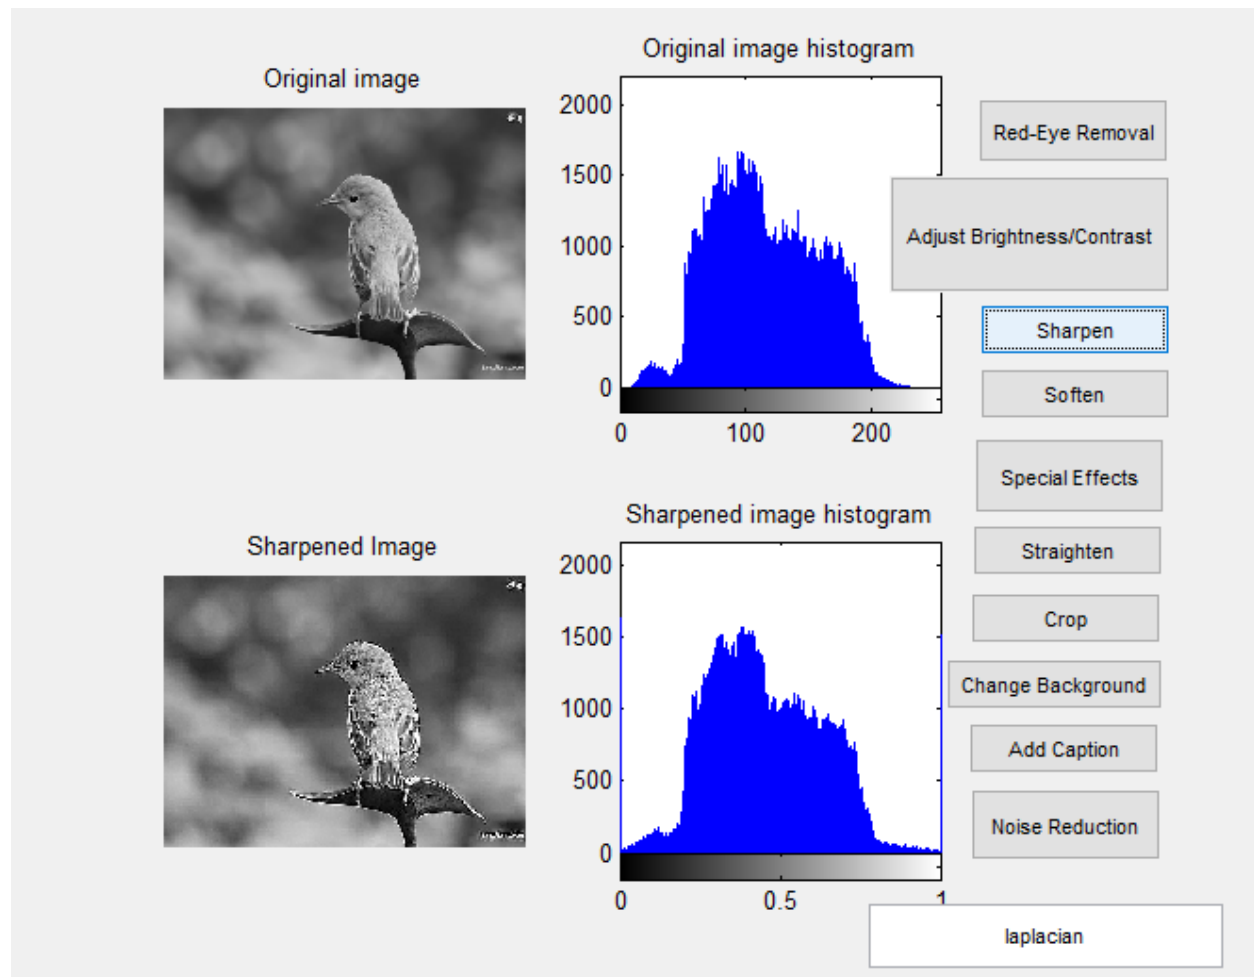 Original image
Original image histogram
2000
1500
1000
500
0
0 100 200
Red-Eye Removal
Adjust Brightness/Contrast
Sharpen
Soften
Special Effects
Straighten
Crop
Change Background
Add Caption
Noise Reduction
Sharpened Image
Sharpened image histogram
2000
1500
1000
500
0
0 0.5 1
laplacian